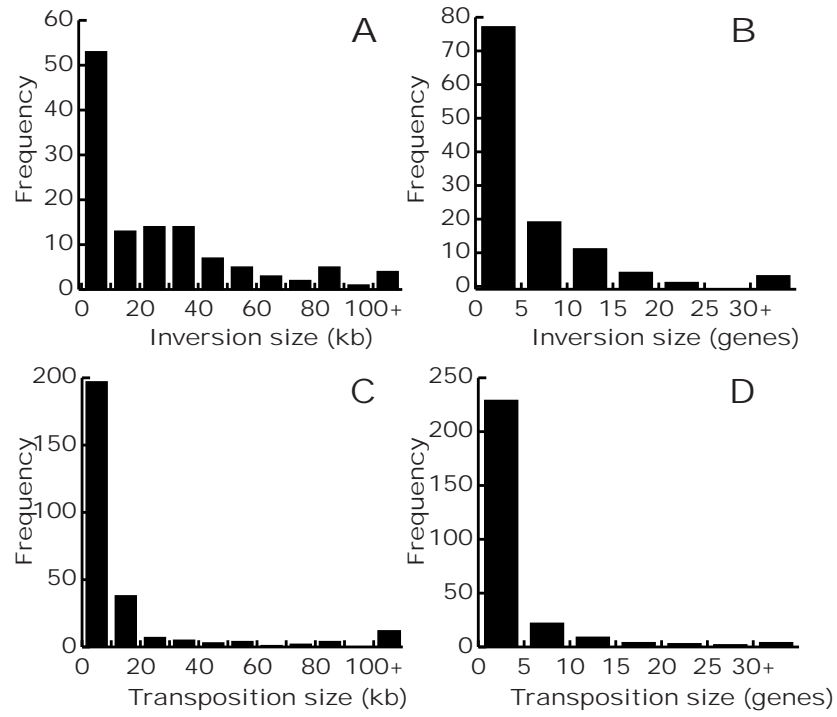 A
60
50
40
30
20
10
0
Frequency
0 20 40 60 80 100+
Inversion size (kb)
B
80
70
60
50
40
30
20
10
0
Frequency
0 5 10 15 20 25 30+
Inversion size (genes)
C
200
150
100
50
0
Frequency
0 20 40 60 80 100+
Transposition size (kb)
D
250
200
150
100
50
0
Frequency
0 5 10 15 20 25 30+
Transposition size (genes)